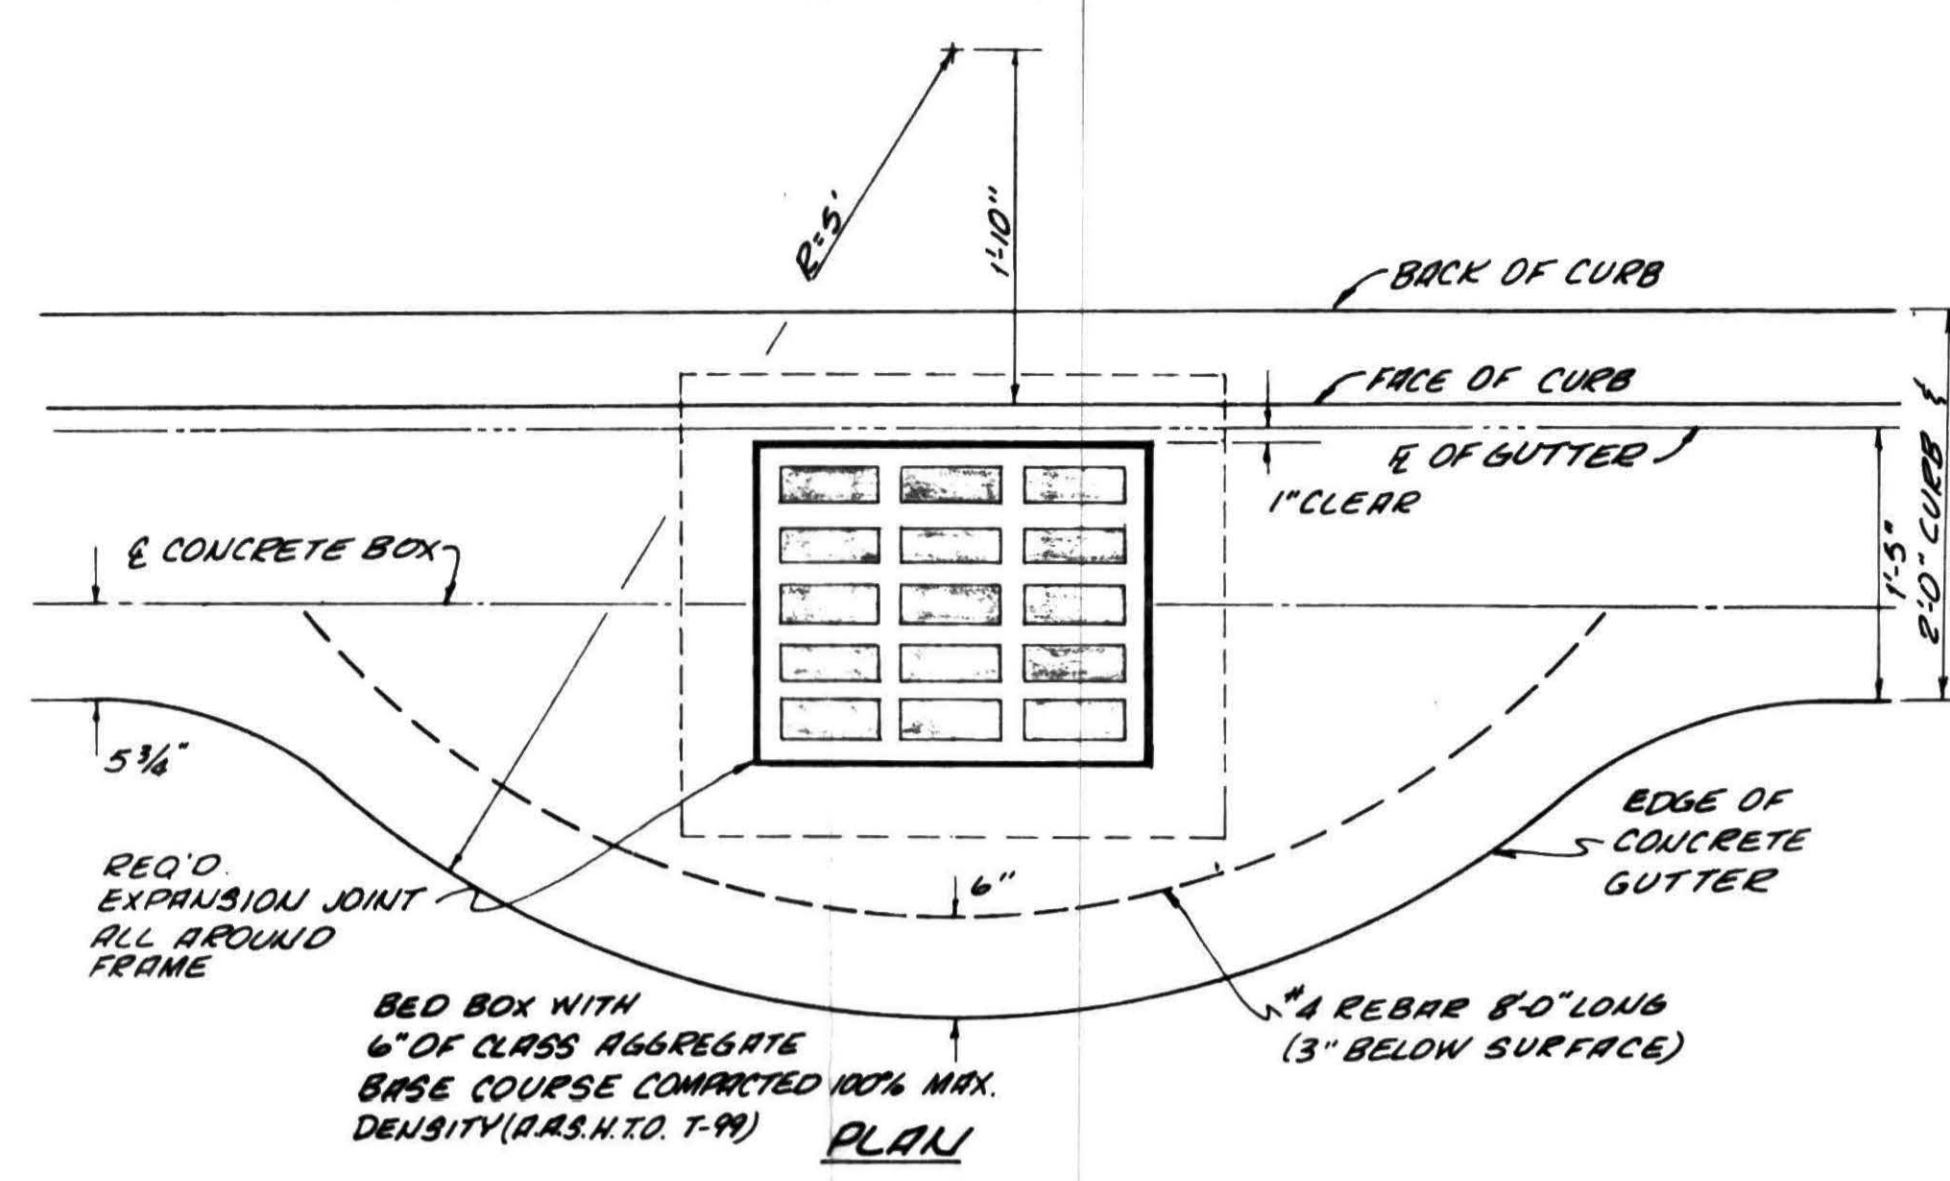 R=5'
1'-10"
BACK OF CURB
FACE OF CURB
℄ OF GUTTER
1" CLEAR
1'-5"
2'-0" CURB &
℄ CONCRETE BOX
5 3/4"
REQ'D.
EXPANSION JOINT
ALL AROUND
FRAME
6"
EDGE OF
CONCRETE
GUTTER
#4 REBAR 8'-0" LONG
(3" BELOW SURFACE)
BED BOX WITH
6" OF CLASS AGGREGATE
BASE COURSE COMPACTED 100% MAX.
DENSITY (A.A.S.H.T.O. T-99)
PLAN